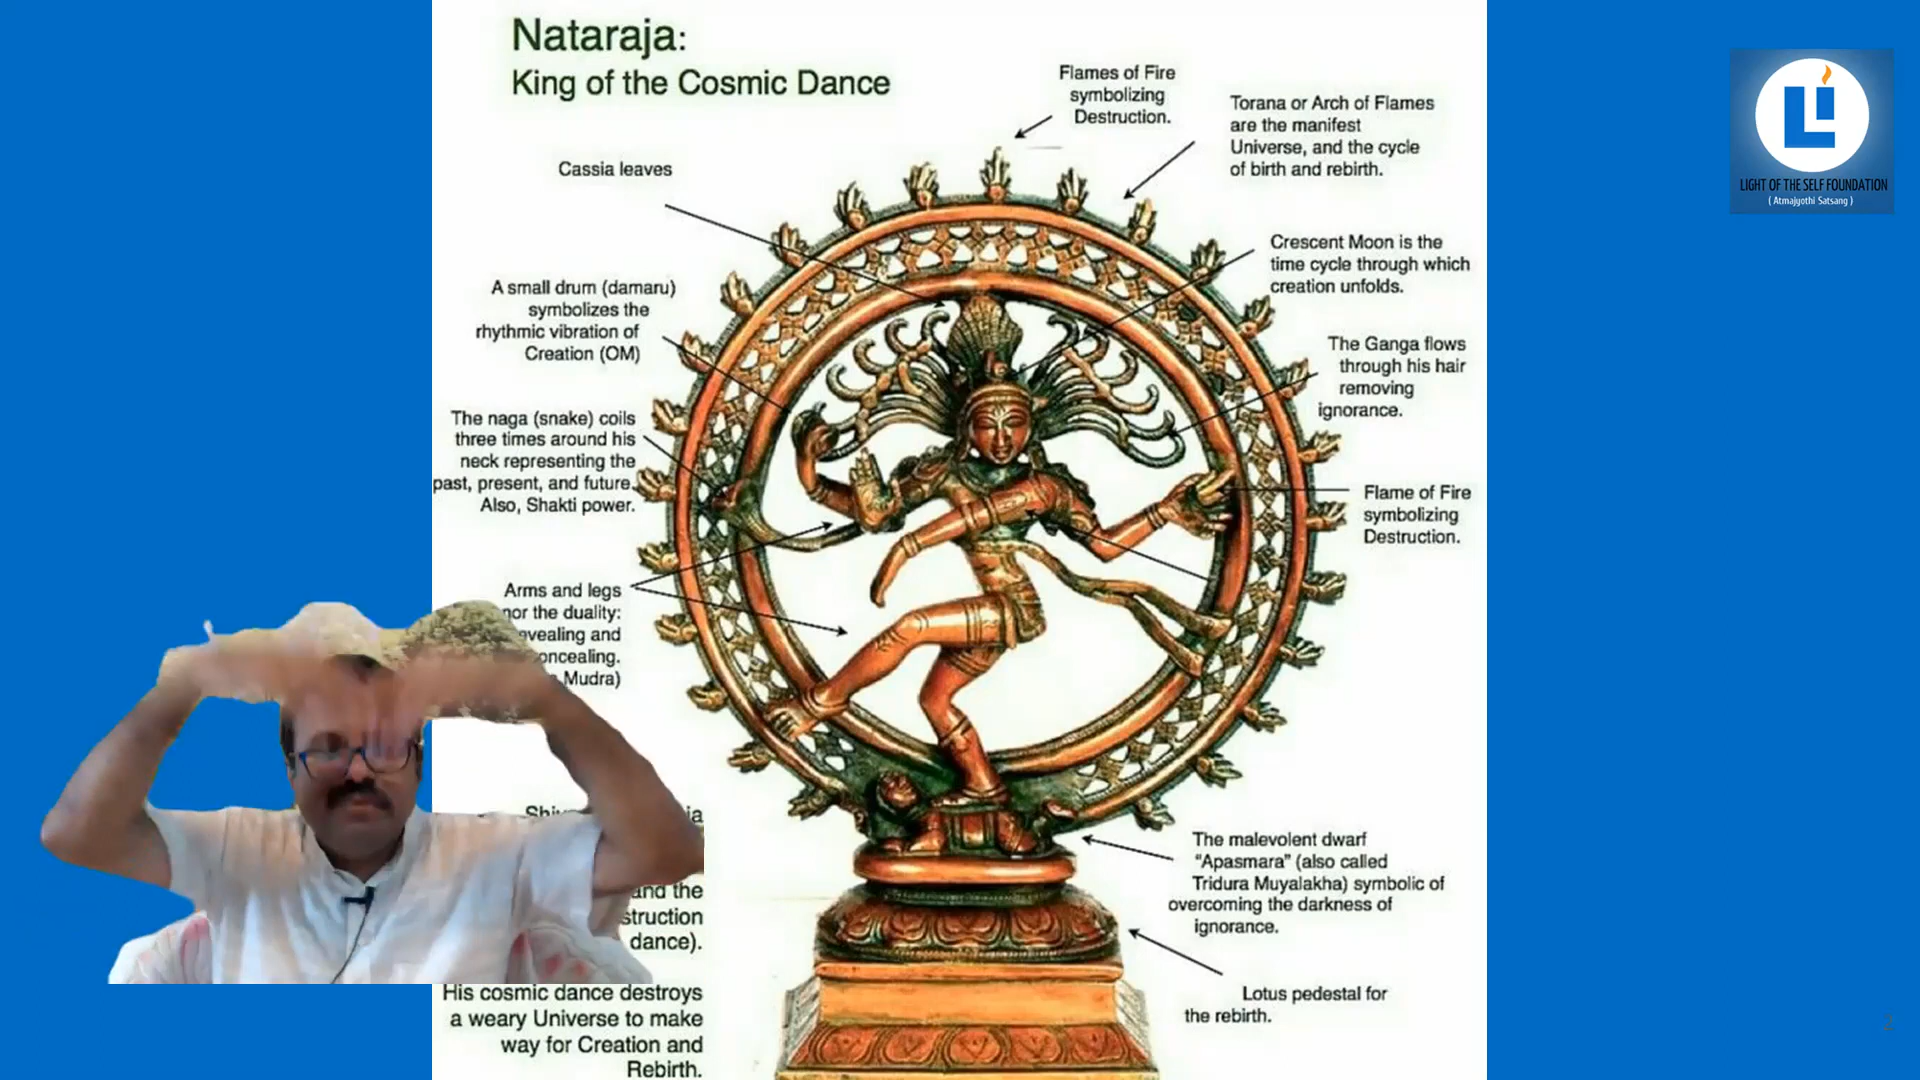 Nataraja:
King of the Cosmic Dance
Flames of Fire
symbolizing
Destruction.
Torana or Arch of Flames
are the manifest
Universe, and the cycle
of birth and rebirth.
Cassia leaves
Crescent Moon is the
time cycle through which
creation unfolds.
A small drum (damaru)
symbolizes the
rhythmic vibration of
Creation (OM)
The Ganga flows
through his hair
removing
ignorance.
The naga (snake) coils
three times around his
neck representing the
past, present, and future.
Also, Shakti power.
Flame of Fire
symbolizing
Destruction.
Arms and legs
the duality:
and
Mudra)
and the
dance).
His cosmic dance destroys
a weary Universe to make
way for Creation and
Rebirth.
The malevolent dwarf
“Apasmara” (also called
Tridura Muyalakha) symbolic of
overcoming the darkness of
ignorance.
Lotus pedestal for
the rebirth.
LIGHT OF THE SELF FOUNDATION
( Atmajyothi Satsang )
2